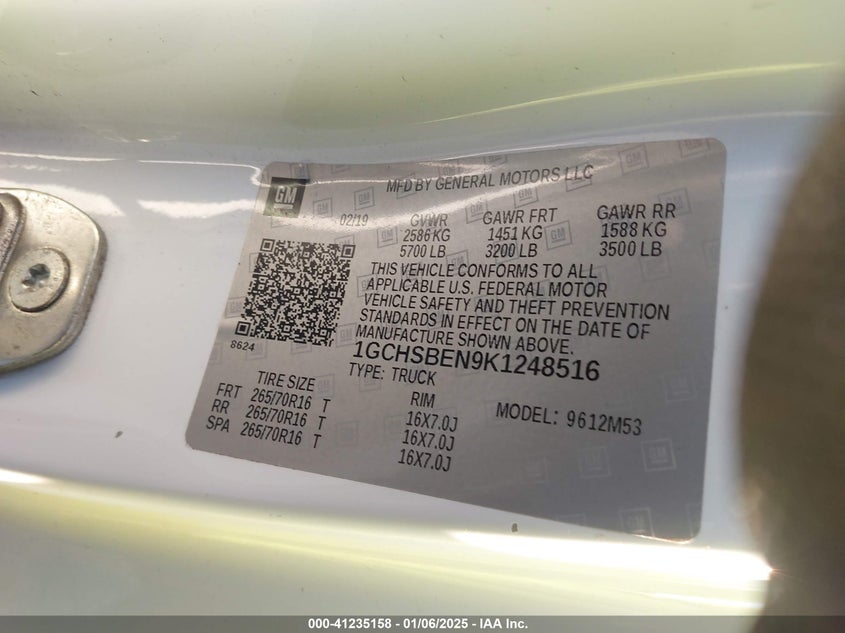 GM
MFD BY GENERAL MOTORS LLC
02/19
GVWR GAWR FRT GAWR RR
2586 KG 1451 KG 1588 KG
5700 LB 3200 LB 3500 LB
THIS VEHICLE CONFORMS TO ALL
APPLICABLE U.S. FEDERAL MOTOR
VEHICLE SAFETY AND THEFT PREVENTION
STANDARDS IN EFFECT ON THE DATE OF
MANUFACTURE SHOWN ABOVE.
8624
1GCHSBEN9K1248516
TYPE: TRUCK
TIRE SIZE RIM
FRT 265/70R16 T 16X7.0J
RR 265/70R16 T 16X7.0J
SPA 265/70R16 T 16X7.0J
MODEL: 9612M53
000-41235158 - 01/06/2025 - IAA Inc.